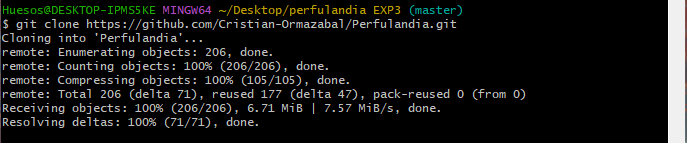 Huesos@DESKTOP-IPMS5KE MINGW64 ~/Desktop/perfulandia EXP3 (master)
$ git clone https://github.com/Cristian-Ormazabal/Perfulandia.git
Cloning into 'Perfulandia'...
remote: Enumerating objects: 206, done.
remote: Counting objects: 100% (206/206), done.
remote: Compressing objects: 100% (105/105), done.
remote: Total 206 (delta 71), reused 177 (delta 47), pack-reused 0 (from 0)
Receiving objects: 100% (206/206), 6.71 MiB | 7.57 MiB/s, done.
Resolving deltas: 100% (71/71), done.